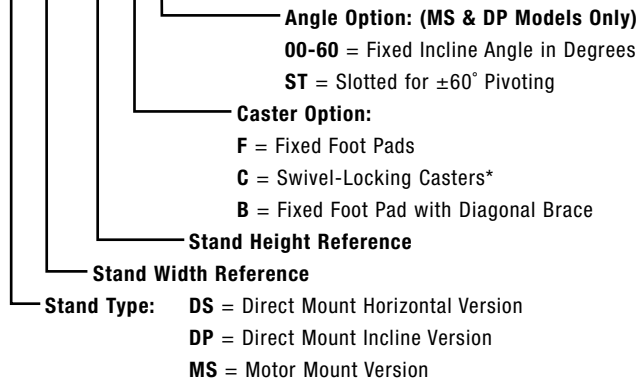 Angle Option: (MS & DP Models Only)
00-60 = Fixed Incline Angle in Degrees
ST = Slotted for ±60˚ Pivoting
Caster Option:
F = Fixed Foot Pads
C = Swivel-Locking Casters*
B = Fixed Foot Pad with Diagonal Brace
Stand Height Reference
Stand Width Reference
Stand Type: DS = Direct Mount Horizontal Version
DP = Direct Mount Incline Version
MS = Motor Mount Version